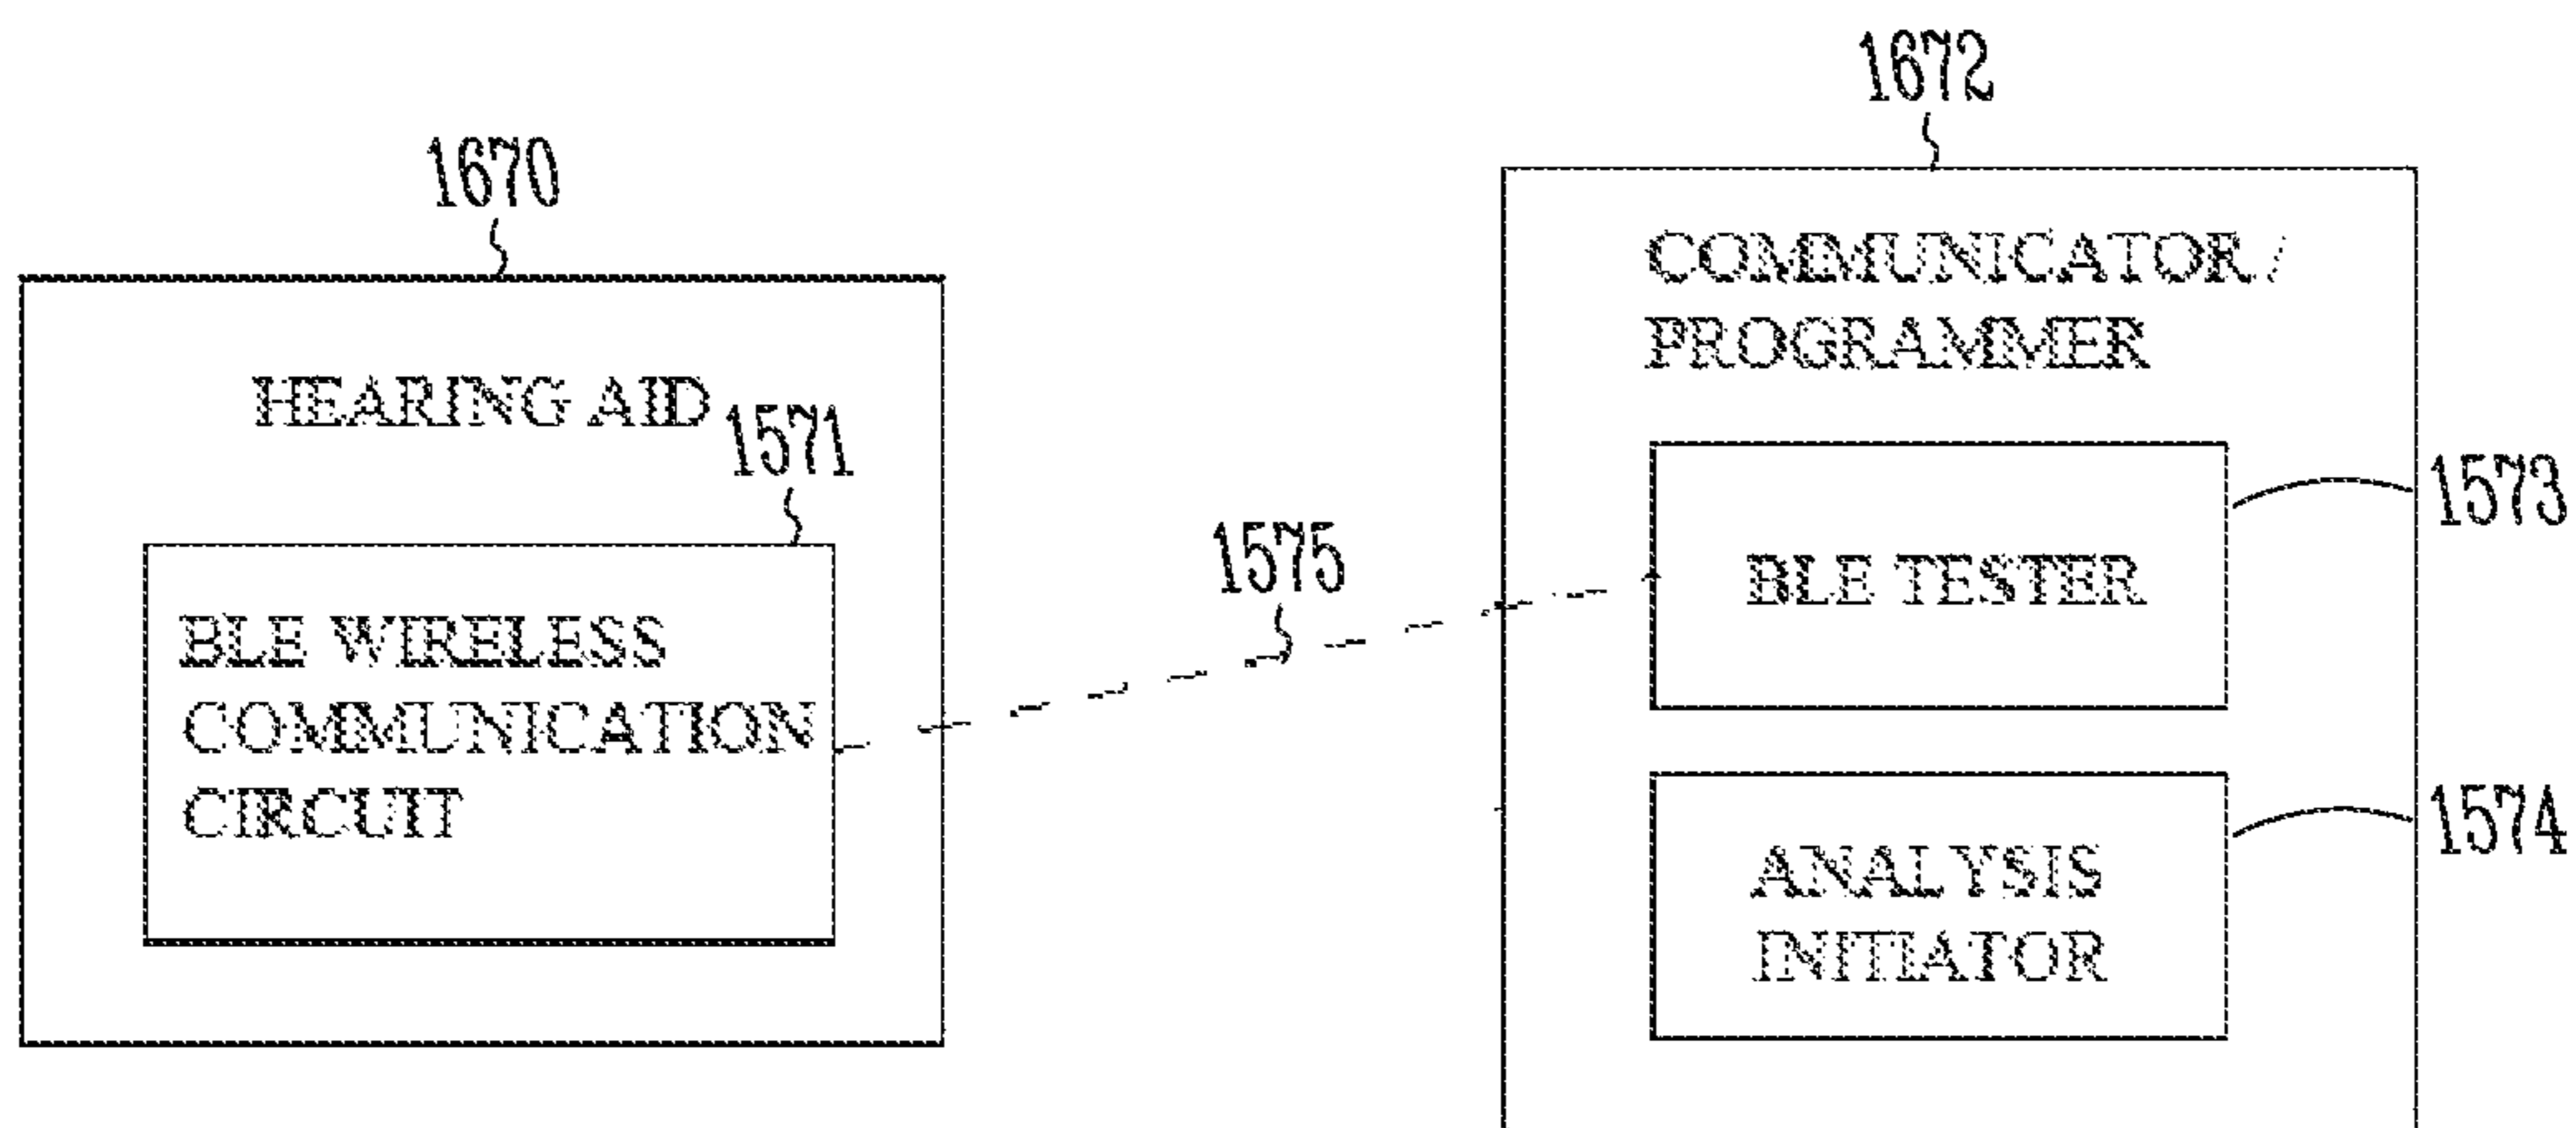 1670
HEARING AID
1571
BLE WIRELESS
COMMUNICATION
CIRCUIT
1575
1672
COMMUNICATOR /
PROGRAMMER
1573
BLE TESTER
1574
ANALYSIS
INITIATOR